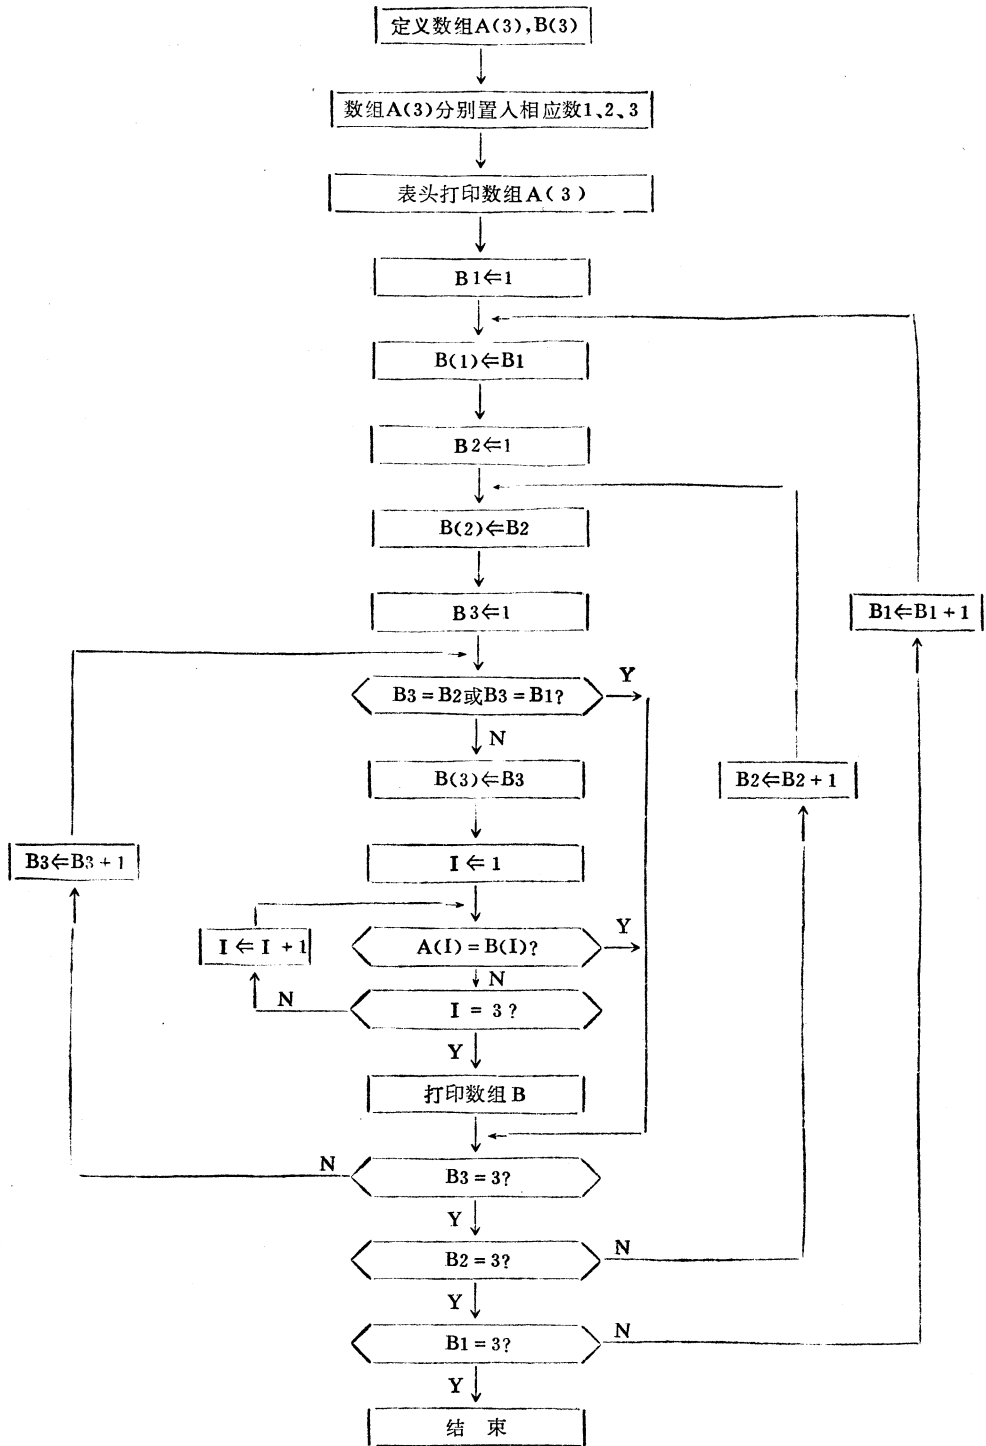 定义数组A(3),B(3)
数组A(3)分别置入相应数1、2、3
表头打印数组A(3)
B1⇐1
B(1)⇐B1
B2⇐1
B(2)⇐B2
B3⇐1
B1⇐B1+1
B3=B2或B3=B1?
Y
N
B(3)⇐B3
B2⇐B2+1
I⇐1
B3⇐B3+1
I⇐I+1
A(I)=B(I)?
Y
N
I=3?
N
Y
打印数组B
B3=3?
N
Y
B2=3?
N
Y
B1=3?
N
Y
结 束